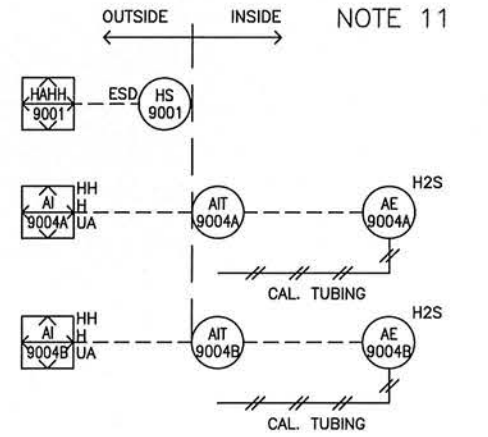 OUTSIDE INSIDE NOTE 11
HAHH
9001
ESD
HS
9001
AI
9004A
HH
H
UA
AIT
9004A
AE
9004A
H2S
CAL. TUBING
AI
9004B
HH
H
UA
AIT
9004B
AE
9004B
H2S
CAL. TUBING